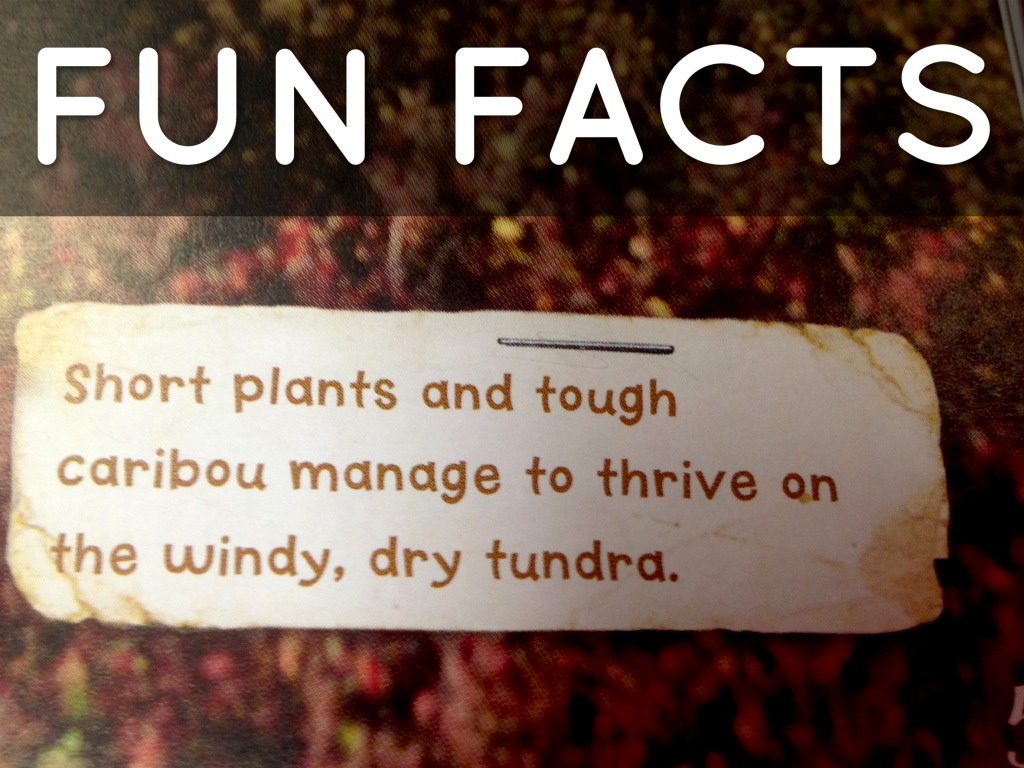 FUN FACTS
Short plants and tough
caribou manage to thrive on
the windy, dry tundra.